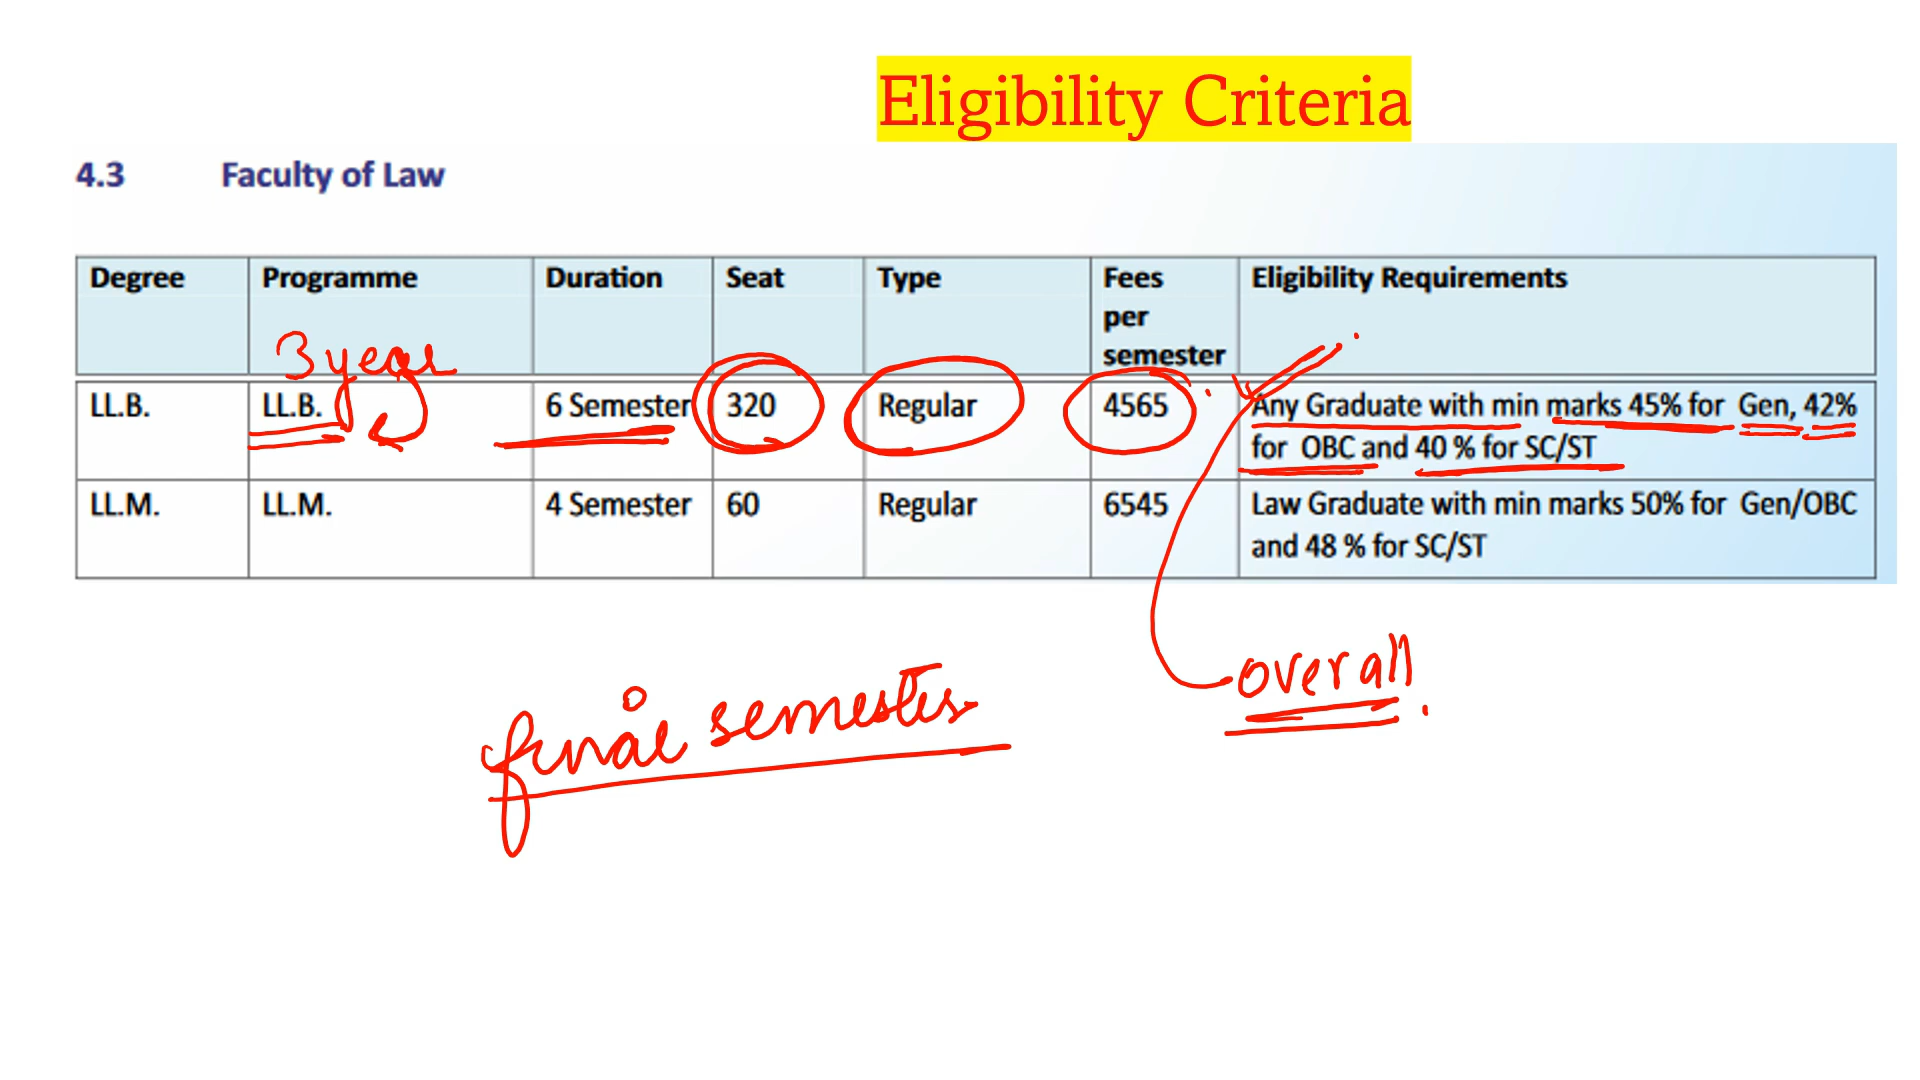 Eligibility Criteria
4.3 Faculty of Law
Degree Programme Duration Seat Type Fees per semester Eligibility Requirements
3 year
LL.B. LL.B. 6 Semester 320 Regular 4565 Any Graduate with min marks 45% for Gen, 42%
for OBC and 40 % for SC/ST
LL.M. LL.M. 4 Semester 60 Regular 6545 Law Graduate with min marks 50% for Gen/OBC
and 48 % for SC/ST
overall
final semester